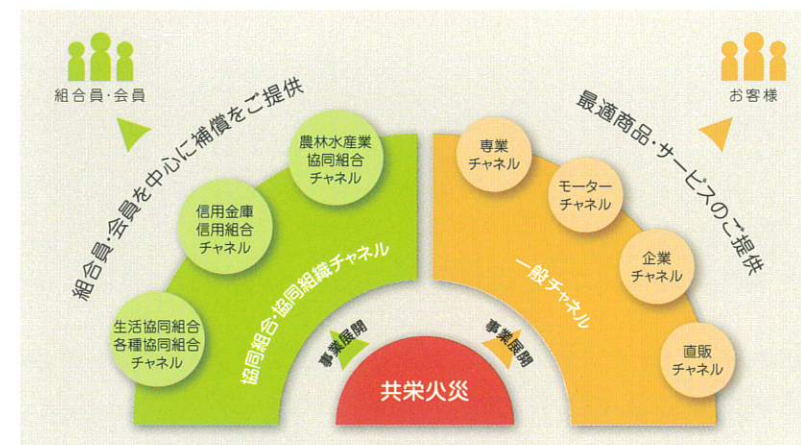 組合員・会員
組合員・会員を中心に補償をご提供
農林水産業
協同組合
チャネル
信用金庫
信用組合
チャネル
生活協同組合
各種協同組合
チャネル
協同組合・協同組織チャネル
事業展開
共栄火災
お客様
最適商品・サービスのご提供
専業
チャネル
モーター
チャネル
企業
チャネル
直販
チャネル
一般チャネル
事業展開